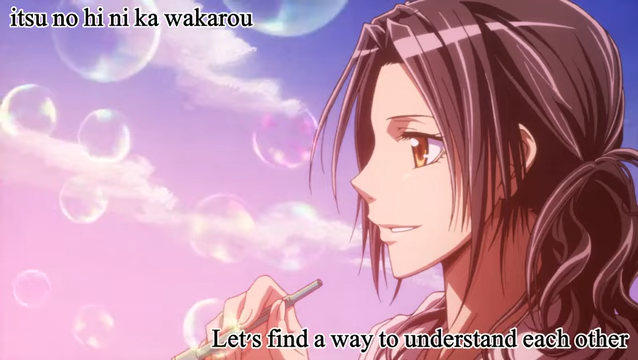 itsu no hi ni ka wakarou
Let's find a way to understand each other